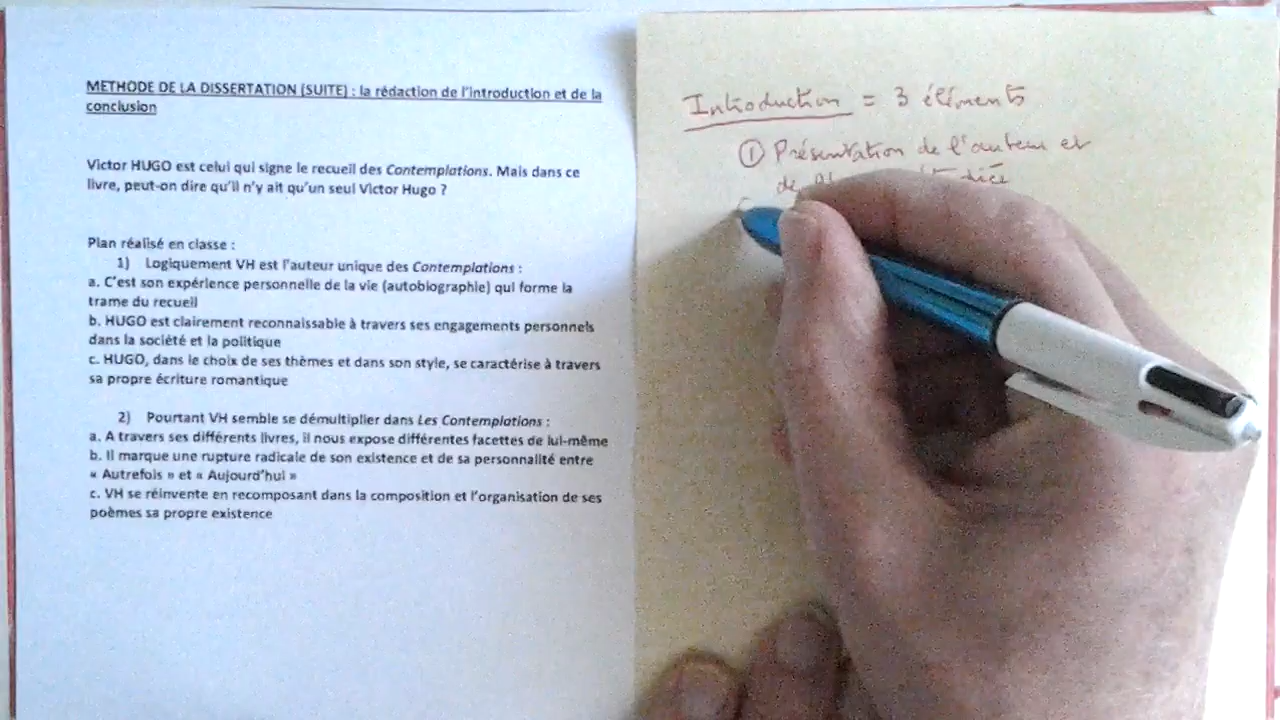 METHODE DE LA DISSERTATION (SUITE) : la rédaction de l'introduction et de la
conclusion
Victor HUGO est celui qui signe le recueil des Contemplations. Mais dans ce
livre, peut-on dire qu'il n'y ait qu'un seul Victor Hugo ?
Plan réalisé en classe :
1) Logiquement VH est l'auteur unique des Contemplations :
a. C'est son expérience personnelle de la vie (autobiographie) qui forme la
trame du recueil
b. HUGO est clairement reconnaissable à travers ses engagements personnels
dans la société et la politique
c. HUGO, dans le choix de ses thèmes et dans son style, se caractérise à travers
sa propre écriture romantique
2) Pourtant VH semble se démultiplier dans Les Contemplations :
a. A travers ses différents livres, il nous expose différentes facettes de lui-même
b. Il marque une rupture radicale de son existence et de sa personnalité entre
« Autrefois » et « Aujourd'hui »
c. VH se réinvente en recomposant dans la composition et l'organisation de ses
poèmes sa propre existence
Introduction = 3 éléments
① Présentation de l'auteur et
de